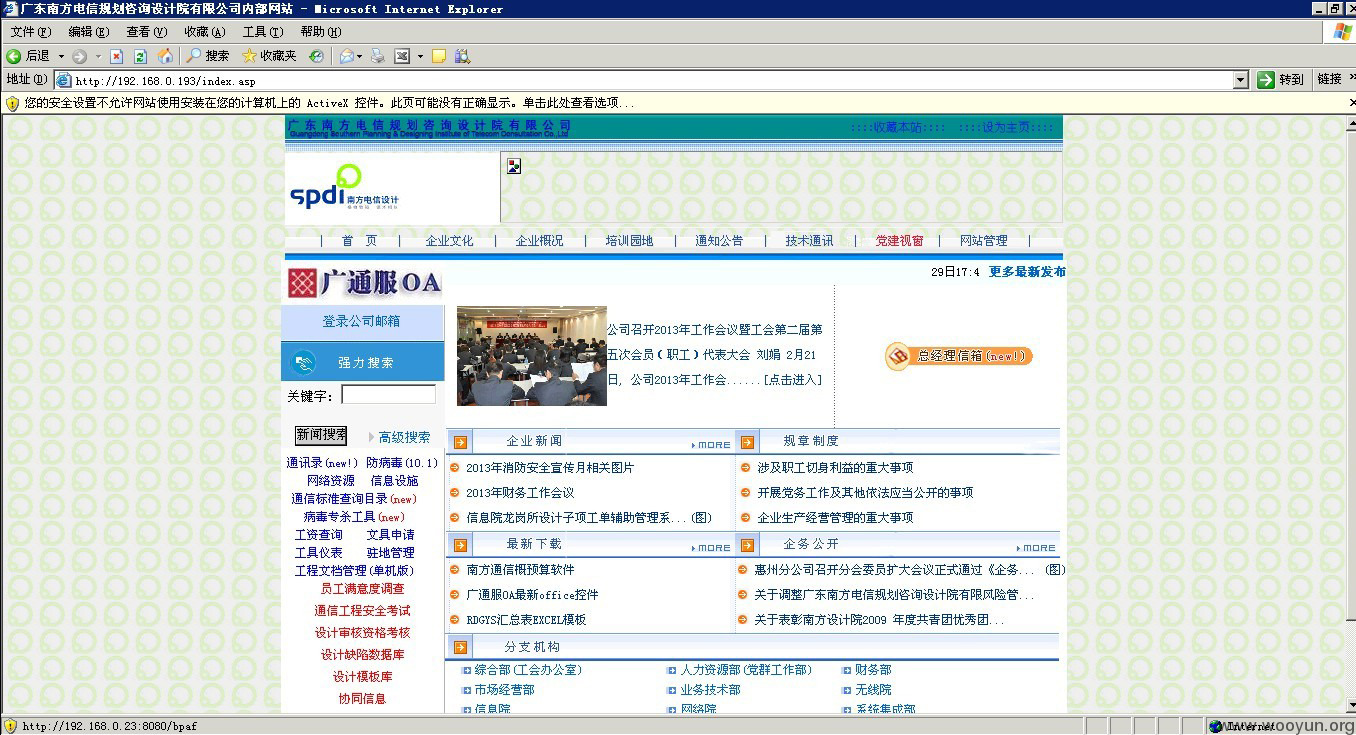 广东南方电信规划咨询设计院有限公司内部网站 - Microsoft Internet Explorer
文件(F) 编辑(E) 查看(V) 收藏(A) 工具(T) 帮助(H)
后退 搜索 收藏夹
地址(D) http://192.168.0.193/index.asp 转到 链接 »
您的安全设置不允许网站使用安装在您的计算机上的 ActiveX 控件。此页可能没有正确显示。单击此处查看选项...
广东南方电信规划咨询设计院有限公司 ::::收藏本站:::: ::::设为主页::::
Guangdong Southern Planning & Designing Institute of Telecom Consultation Co.,Ltd
spdi 南方电信设计
| 首 页 | 企业文化 | 企业概况 | 培训园地 | 通知公告 | 技术通讯 | 党建视窗 | 网站管理 |
广通服OA
29日17:4 更多最新发布
登录公司邮箱
强力搜索
关键字:
新闻搜索 高级搜索
通讯录(new!) 防病毒(10.1)
网络资源 信息设施
通信标准查询目录(new)
病毒专杀工具(new)
工资查询 文具申请
工具仪表 驻地管理
工程文档管理(单机版)
员工满意度调查
通信工程安全考试
设计审核资格考核
设计缺陷数据库
设计模板库
协同信息
公司召开2013年工作会议暨工会第二届第
五次会员(职工)代表大会 刘娟 2月21
日, 公司2013年工作会......[点击进入]
总经理信箱(new!)
企业新闻 MORE
2013年消防安全宣传月相关图片
2013年财务工作会议
信息院龙岗所设计子项工单辅助管理系...(图)
规章制度
涉及职工切身利益的重大事项
开展党务工作及其他依法应当公开的事项
企业生产经营管理的重大事项
最新下载 MORE
南方通信概预算软件
广通服OA最新office控件
RDGYS汇总表EXCEL模板
企务公开 MORE
惠州分公司召开分会委员扩大会议正式通过《企务... (图)
关于调整广东南方电信规划咨询设计院有限风险管...
关于表彰南方设计院2009 年度共青团优秀团...
分支机构
综合部(工会办公室) 人力资源部(党群工作部) 财务部
市场经营部 业务技术部 无线院
信息院 网络院 系统集成部
http://192.168.0.23:8080/bpaf Internet
www.wooyun.org